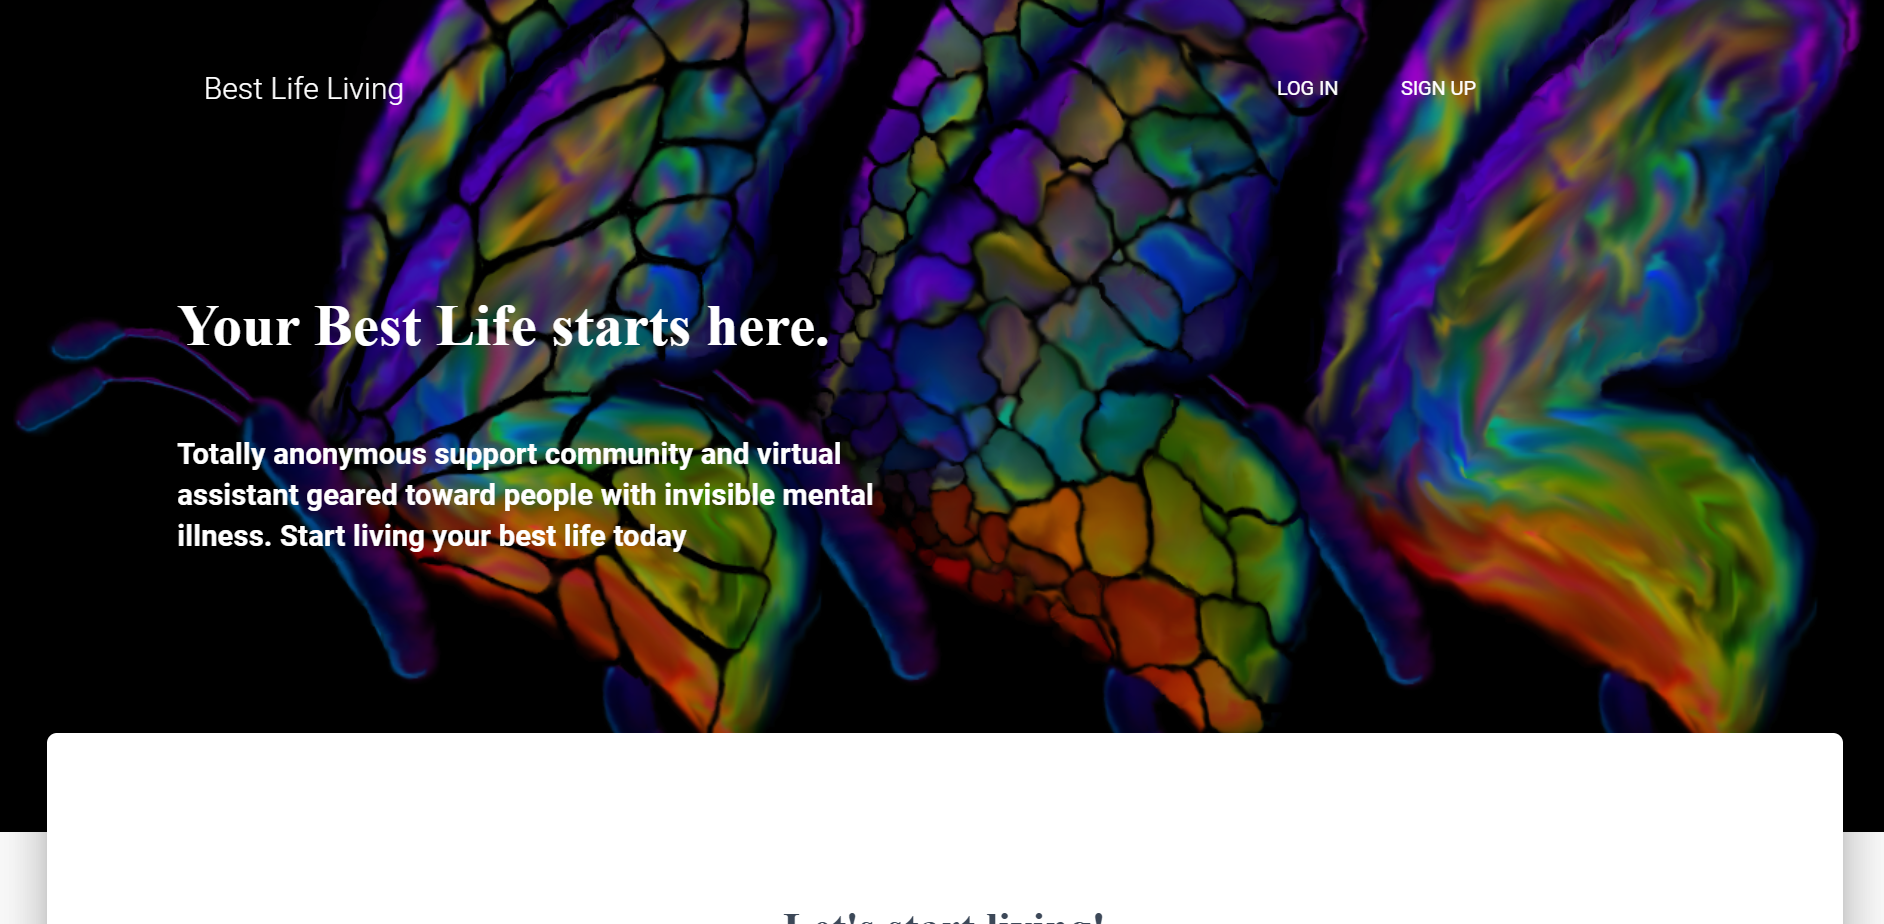 Best Life Living
LOG IN
SIGN UP
Your Best Life starts here.
Totally anonymous support community and virtual
assistant geared toward people with invisible mental
illness. Start living your best life today
Let's start living!